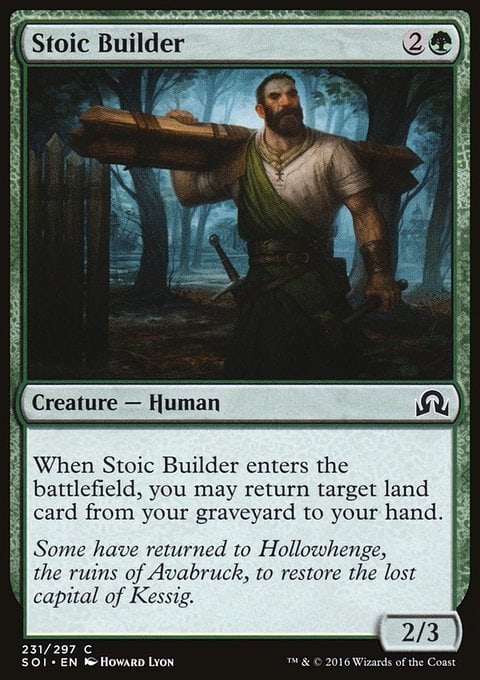 Stoic Builder 2
Creature — Human
When Stoic Builder enters the
battlefield, you may return target land
card from your graveyard to your hand.
Some have returned to Hollowhenge,
the ruins of Avabruck, to restore the lost
capital of Kessig.
2/3
231/297 C
SOI • EN Howard Lyon
™ & © 2016 Wizards of the Coast